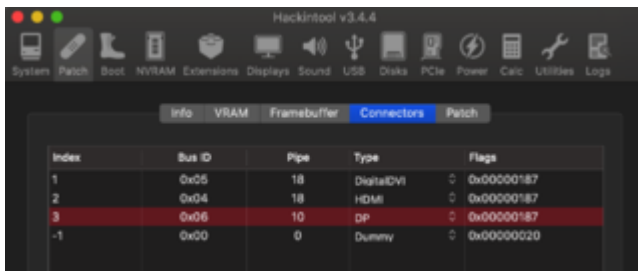 Hackintool v3.4.4
System Patch Boot NVRAM Extensions Displays Sound USB Disks PCIe Power Calc Utilities Logs
Info VRAM Framebuffer Connectors Patch
Index Bus ID Pipe Type Flags
1 0x05 18 DigitalDVI 0x00000187
2 0x04 18 HDMI 0x00000187
3 0x06 10 DP 0x00000187
-1 0x00 0 Dummy 0x00000020